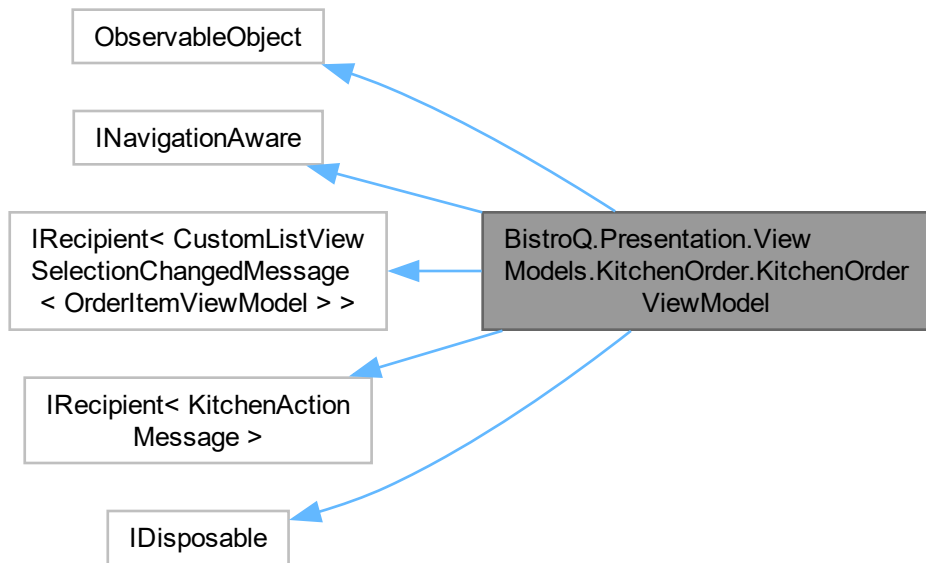 ObservableObject
INavigationAware
IRecipient< CustomListView
SelectionChangedMessage
< OrderItemViewModel > >
IRecipient< KitchenAction
Message >
IDisposable
BistroQ.Presentation.View
Models.KitchenOrder.KitchenOrder
ViewModel